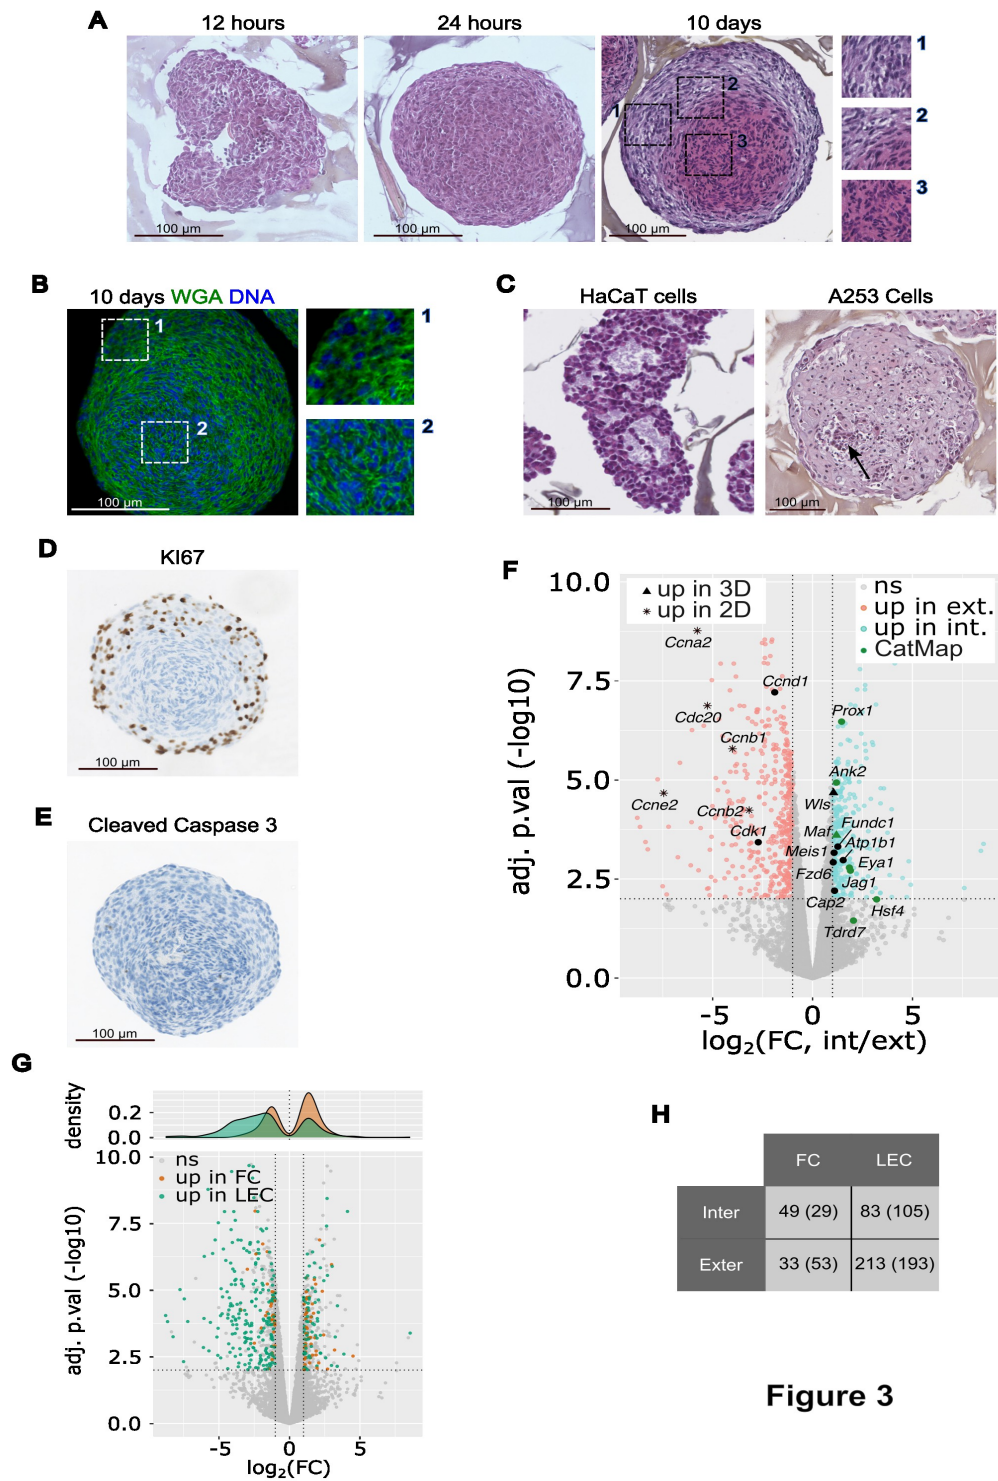 A
12 hours
24 hours
10 days
1
2
3
1
2
3
100 µm
100 µm
100 µm
B
10 days WGA DNA
1
2
1
2
100 µm
C
HaCaT cells
A253 Cells
100 µm
100 µm
D
KI67
100 µm
E
Cleaved Caspase 3
100 µm
F
▲ up in 3D
* up in 2D
ns
up in ext.
up in int.
CatMap
Ccna2
Ccnd1
Cdc20
Ccnb1
Ccne2
Ccnb2
Cdk1
Prox1
Ank2
Wls
Maf
Fundc1
Meis1
Atp1b1
Fzd6
Eya1
Jag1
Cap2
Hsf4
Tdrd7
10.0
7.5
5.0
2.5
0.0
adj. p.val (-log10)
-5
0
5
log2(FC, int/ext)
G
density
0.2
0.0
ns
up in FC
up in LEC
10.0
7.5
5.0
2.5
0.0
adj. p.val (-log10)
-5
0
5
log2(FC)
H
FC LEC
Inter 49 (29) 83 (105)
Exter 33 (53) 213 (193)
Figure 3